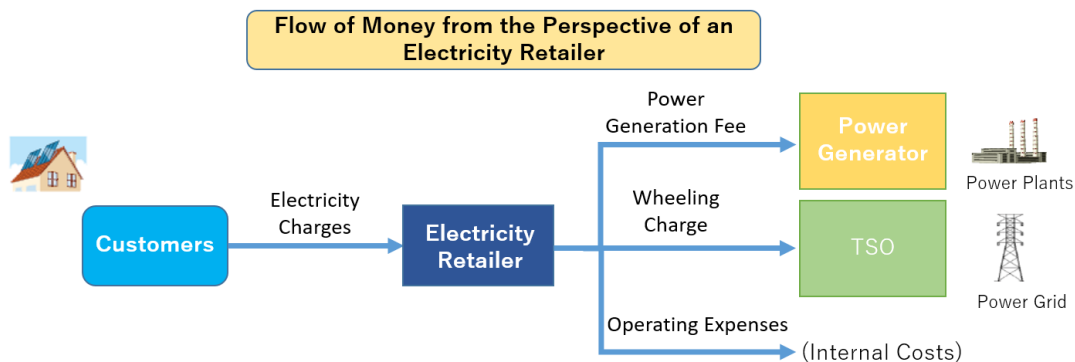 Flow of Money from the Perspective of an
Electricity Retailer
Power
Generation Fee
Power
Generator
Power Plants
Electricity
Charges
Wheeling
Charge
Customers
Electricity
Retailer
TSO
Power Grid
Operating Expenses
(Internal Costs)